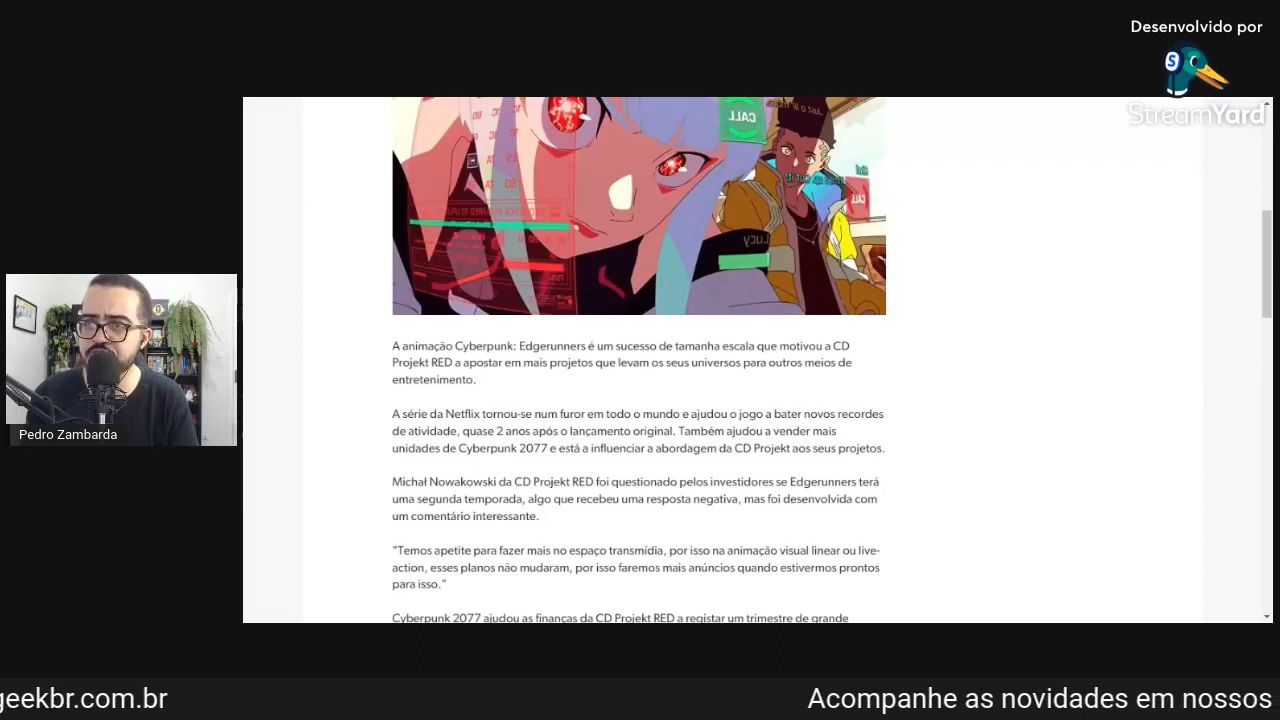 Desenvolvido por
S
StreamYard
CALL
CALL
Lucy
A animação Cyberpunk: Edgerunners é um sucesso de tamanha escala que motivou a CD
Projekt RED a apostar em mais projetos que levam os seus universos para outros meios de
entretenimento.
A série da Netflix tornou-se num furor em todo o mundo e ajudou o jogo a bater novos recordes
de atividade, quase 2 anos após o lançamento original. Também ajudou a vender mais
unidades de Cyberpunk 2077 e está a influenciar a abordagem da CD Projekt aos seus projetos.
Michał Nowakowski da CD Projekt RED foi questionado pelos investidores se Edgerunners terá
uma segunda temporada, algo que recebeu uma resposta negativa, mas foi desenvolvida com
um comentário interessante.
"Temos apetite para fazer mais no espaço transmídia, por isso na animação visual linear ou live-
action, esses planos não mudaram, por isso faremos mais anúncios quando estivermos prontos
para isso."
Cyberpunk 2077 ajudou as finanças da CD Projekt RED a registar um trimestre de grande
Pedro Zambarda
geekbr.com.br
Acompanhe as novidades em nossos